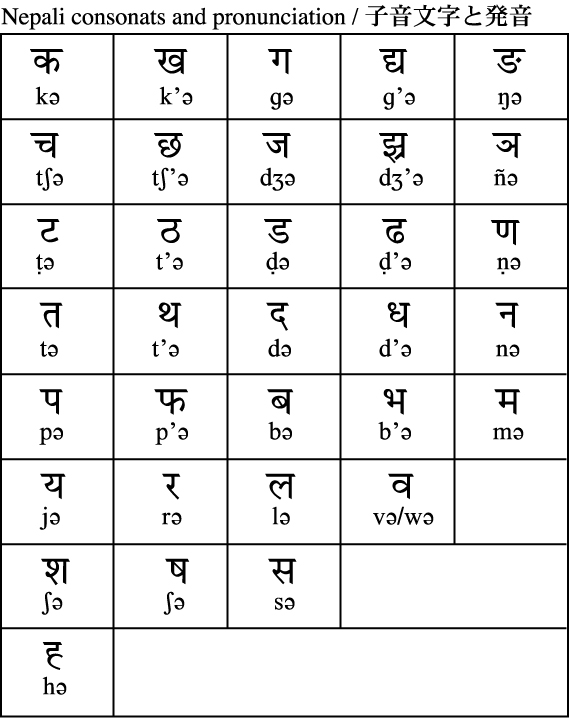 Nepali consonats and pronunciation / 子音文字と発音
क ख ग द्य ङ
kə k’ə gə g’ə ŋə
च छ ज झ्र ञ
tʃə tʃ’ə dʒə dʒ’ə ñə
ट ठ ड ढ ण
ṭə t’ə ḍə ḍ’ə ṇə
त थ द ध न
tə t’ə də d’ə nə
प फ ब भ म
pə p’ə bə b’ə mə
य र ल व
jə rə lə və/wə
श ष स
ʃə ʃə sə
ह
hə